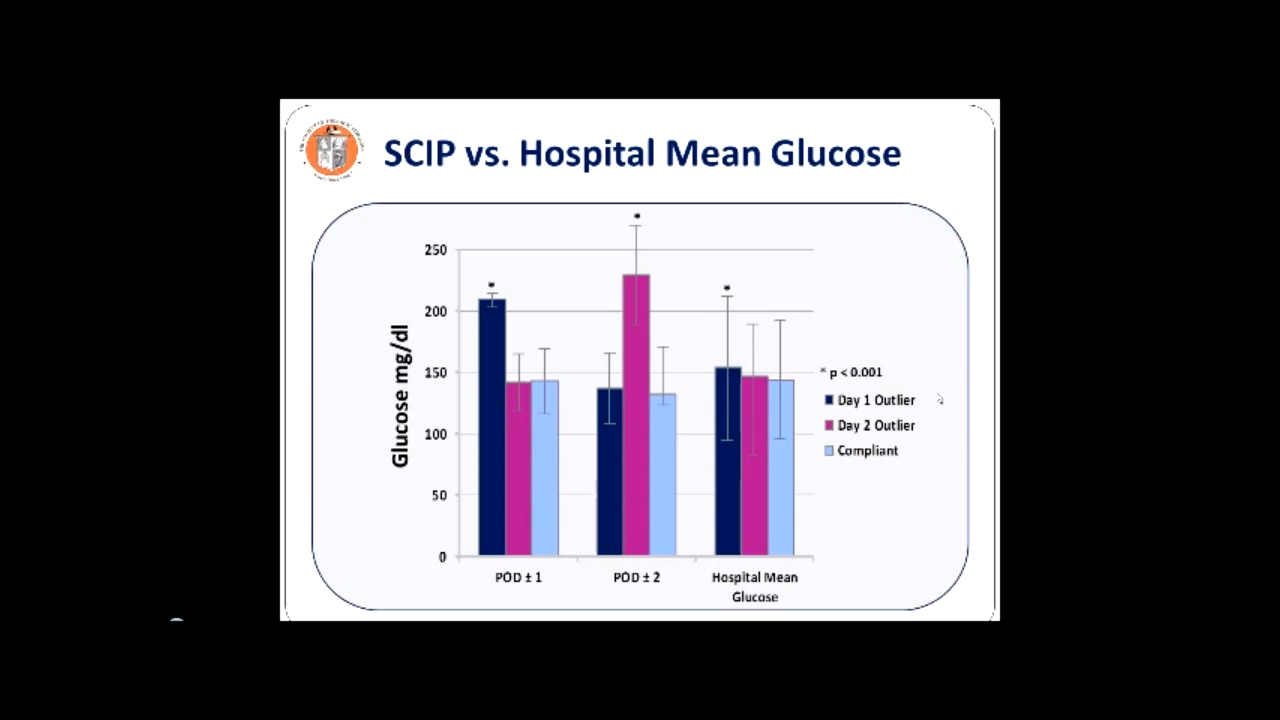 SCIP vs. Hospital Mean Glucose
*
*
*
250
200
150
100
50
0
Glucose mg/dl
POD ± 1
POD ± 2
Hospital Mean
Glucose
* p < 0.001
Day 1 Outlier
Day 2 Outlier
Compliant